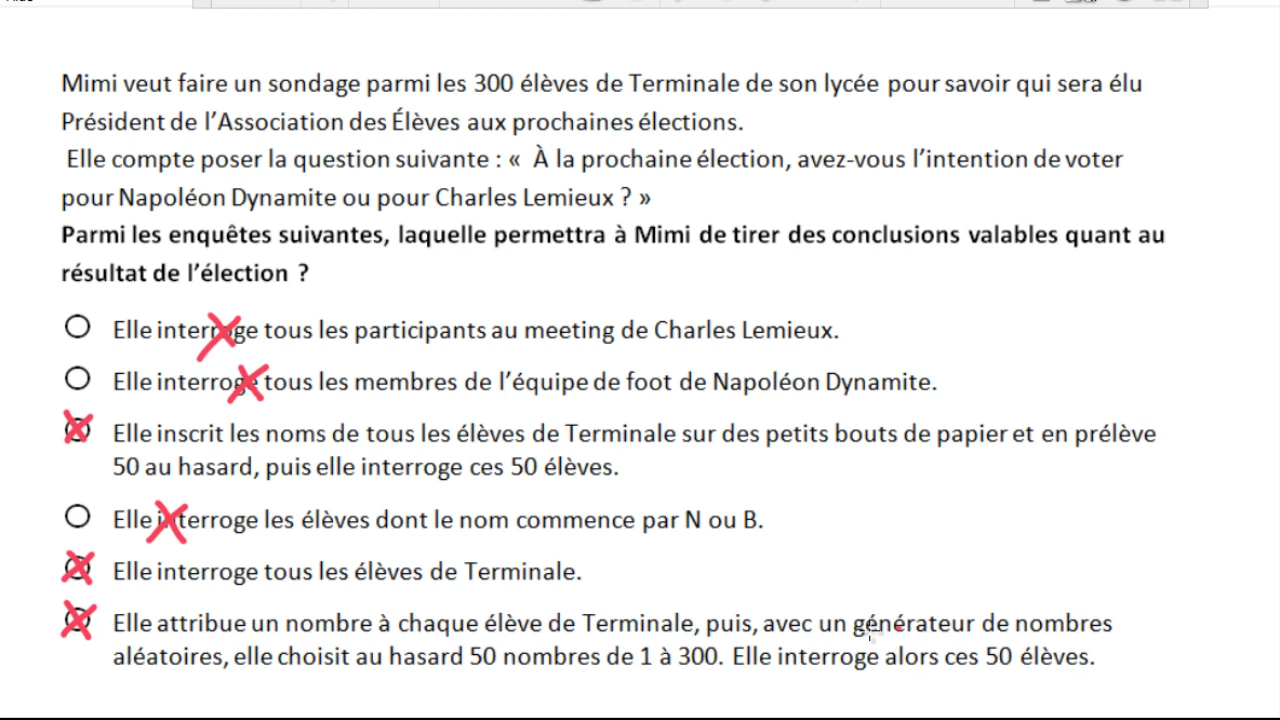 Mimi veut faire un sondage parmi les 300 élèves de Terminale de son lycée pour savoir qui sera élu
Président de l'Association des Élèves aux prochaines élections.
Elle compte poser la question suivante : « À la prochaine élection, avez-vous l'intention de voter
pour Napoléon Dynamite ou pour Charles Lemieux ? »
Parmi les enquêtes suivantes, laquelle permettra à Mimi de tirer des conclusions valables quant au
résultat de l'élection ?
Elle interroge tous les participants au meeting de Charles Lemieux.
Elle interroge tous les membres de l'équipe de foot de Napoléon Dynamite.
Elle inscrit les noms de tous les élèves de Terminale sur des petits bouts de papier et en prélève
50 au hasard, puis elle interroge ces 50 élèves.
Elle interroge les élèves dont le nom commence par N ou B.
Elle interroge tous les élèves de Terminale.
Elle attribue un nombre à chaque élève de Terminale, puis, avec un générateur de nombres
aléatoires, elle choisit au hasard 50 nombres de 1 à 300. Elle interroge alors ces 50 élèves.